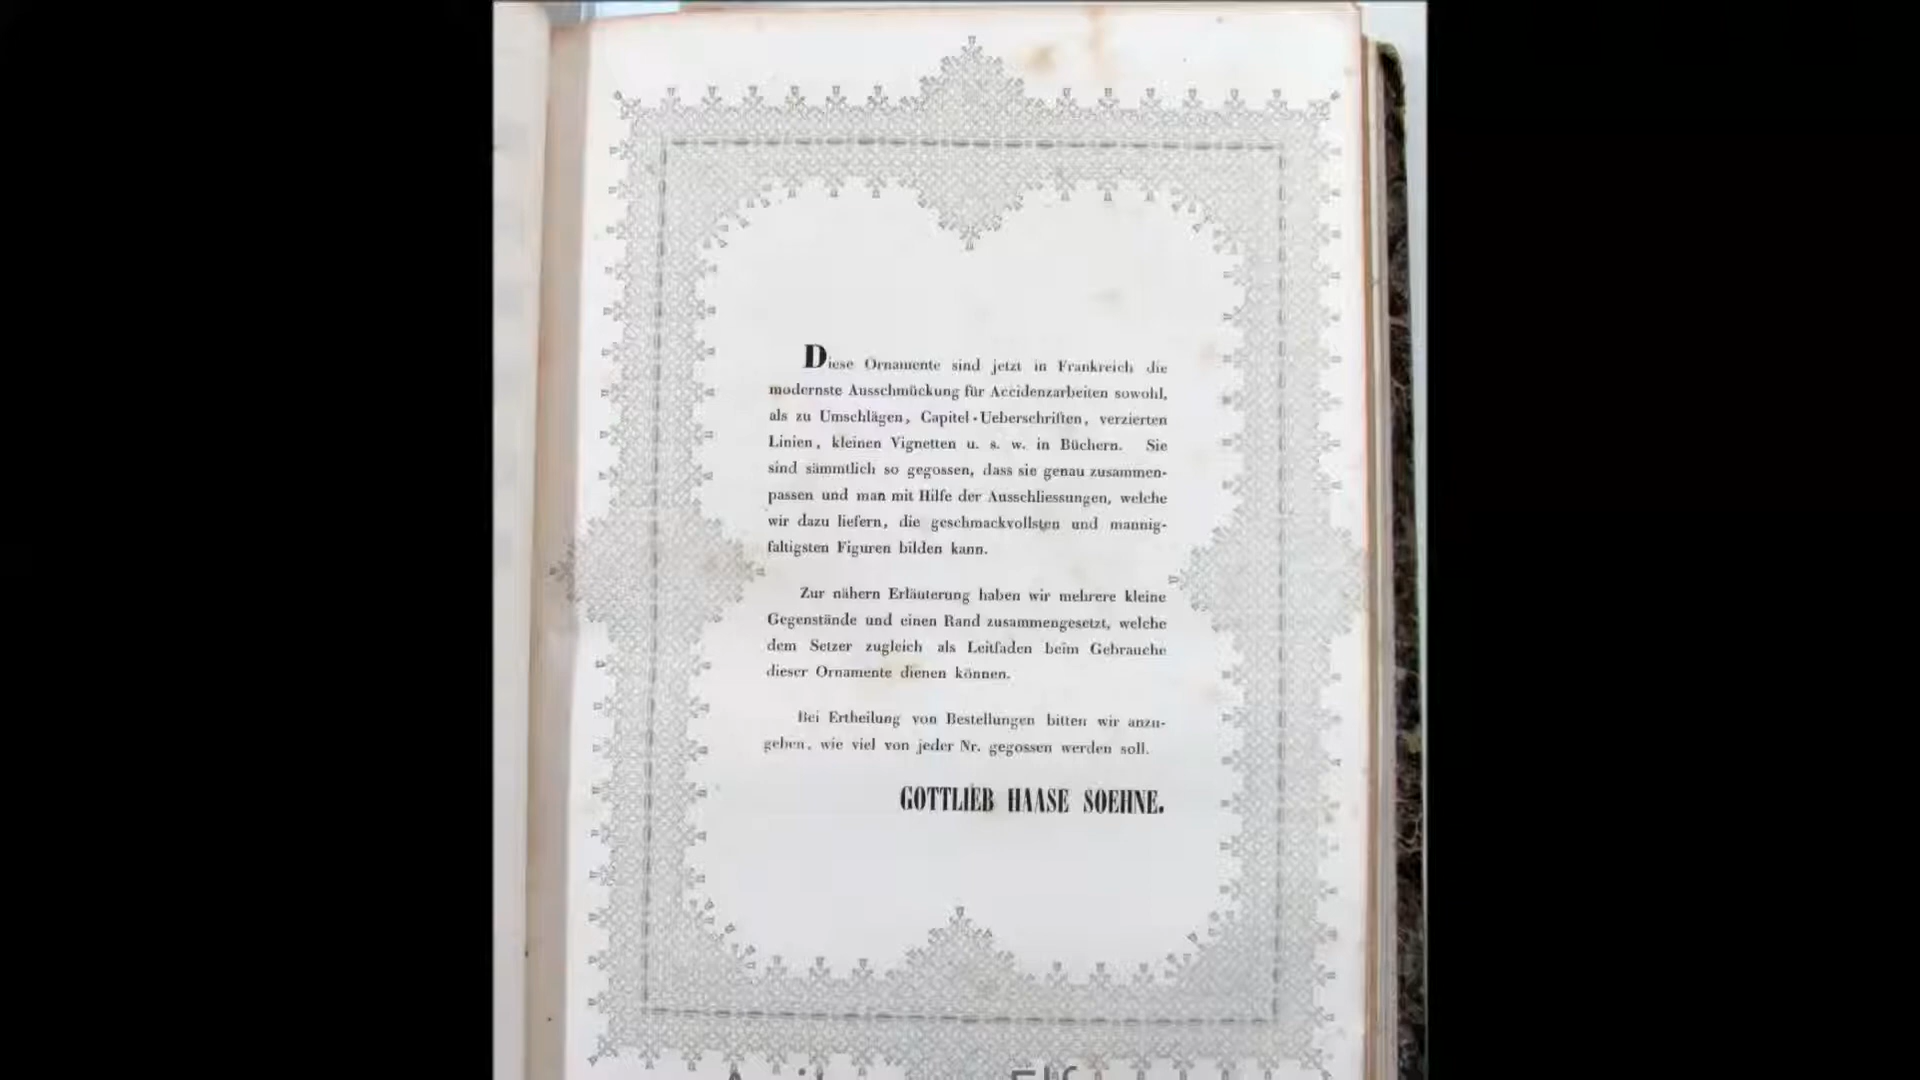 Diese Ornamente sind jetzt in Frankreich die
modernste Ausschmückung für Accidenzarbeiten sowohl,
als zu Umschlägen, Capitel-Ueberschriften, verzierten
Linien, kleinen Vignetten u. s. w. in Büchern. Sie
sind sämmtlich so gegossen, dass sie genau zusammen-
passen und man mit Hilfe der Ausschliessungen, welche
wir dazu liefern, die geschmackvollsten und mannig-
faltigsten Figuren bilden kann.
Zur nähern Erläuterung haben wir mehrere kleine
Gegenstände und einen Rand zusammengesetzt, welche
dem Setzer zugleich als Leitfaden beim Gebrauche
dieser Ornamente dienen können.
Bei Ertheilung von Bestellungen bitten wir anzu-
geben, wie viel von jeder Nr. gegossen werden soll.
GOTTLIEB HAASE SOEHNE.